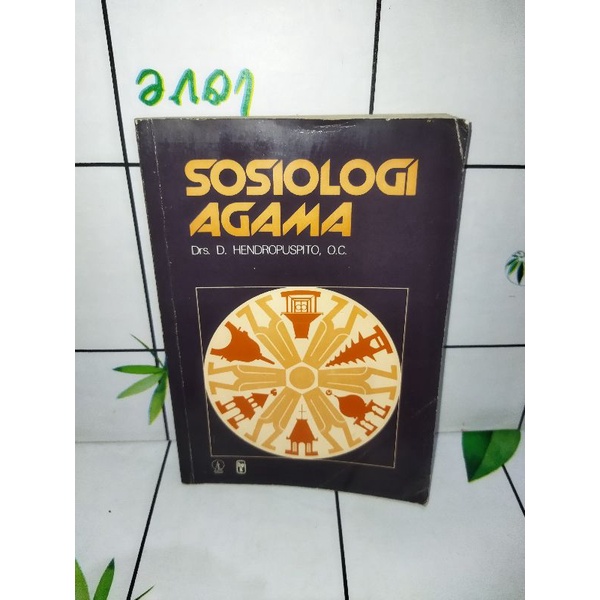 SOSIOLOGI
AGAMA
Drs. D. HENDROPUSPITO, O.C.